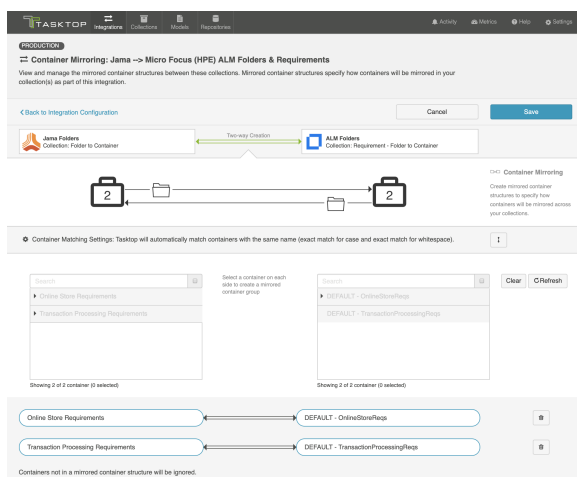 TASKTOP
Integrations
Collections
Models
Repositories
Activity
Metrics
Help
Settings
PRODUCTION
Container Mirroring: Jama --> Micro Focus (HPE) ALM Folders & Requirements
View and manage the mirrored container structures between these collections. Mirrored container structures specify how containers will be mirrored in your
collection(s) as part of this integration.
Back to Integration Configuration
Cancel
Save
Jama Folders
Collection: Folder to Container
Two-way Creation
ALM Folders
Collection: Requirement - Folder to Container
2
2
Container Mirroring
Create mirrored container
structures to specify how
containers will be mirrored across
your collections.
Container Matching Settings: Tasktop will automatically match containers with the same name (exact match for case and exact match for whitespace).
Search
Online Store Requirements
Transaction Processing Requirements
Showing 2 of 2 container (0 selected)
Select a container on each
side to create a mirrored
container group
Search
DEFAULT - OnlineStoreReqs
DEFAULT - TransactionProcessingReqs
Showing 2 of 2 container (0 selected)
Clear
Refresh
Online Store Requirements
DEFAULT - OnlineStoreReqs
Transaction Processing Requirements
DEFAULT - TransactionProcessingReqs
Containers not in a mirrored container structure will be ignored.